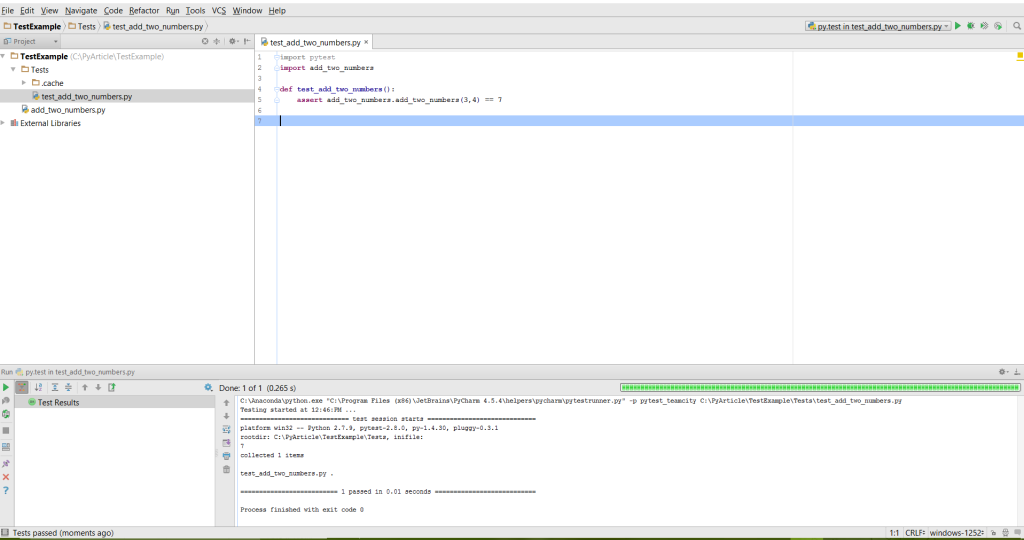 File Edit View Navigate Code Refactor Run Tools VCS Window Help
TestExample Tests test_add_two_numbers.py
py.test in test_add_two_numbers.py
Project
test_add_two_numbers.py
TestExample (C:\PyArticle\TestExample)
Tests
.cache
test_add_two_numbers.py
add_two_numbers.py
External Libraries
1 import pytest
2 import add_two_numbers
3
4 def test_add_two_numbers():
5 assert add_two_numbers.add_two_numbers(3,4) == 7
6
7
Run py.test in test_add_two_numbers.py
Done: 1 of 1 (0.265 s)
Test Results
C:\Anaconda\python.exe "C:\Program Files (x86)\JetBrains\PyCharm 4.5.4\helpers\pycharm\pytestrunner.py" -p pytest_teamcity C:\PyArticle\TestExample\Tests\test_add_two_numbers.py
Testing started at 12:46 PM ...
============================= test session starts =============================
platform win32 -- Python 2.7.9, pytest-2.8.0, py-1.4.30, pluggy-0.3.1
rootdir: C:\PyArticle\TestExample\Tests, inifile:
7
collected 1 items
test_add_two_numbers.py .
========================== 1 passed in 0.01 seconds ===========================
Process finished with exit code 0
Tests passed (moments ago)
1:1 CRLF windows-1252